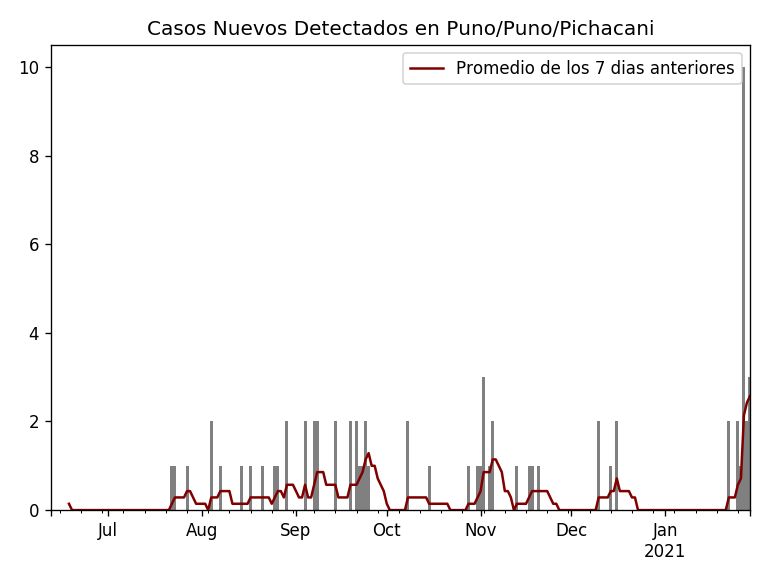 Casos Nuevos Detectados en Puno/Puno/Pichacani
Promedio de los 7 dias anteriores
10
8
6
4
2
0
Jul Aug Sep Oct Nov Dec Jan
2021